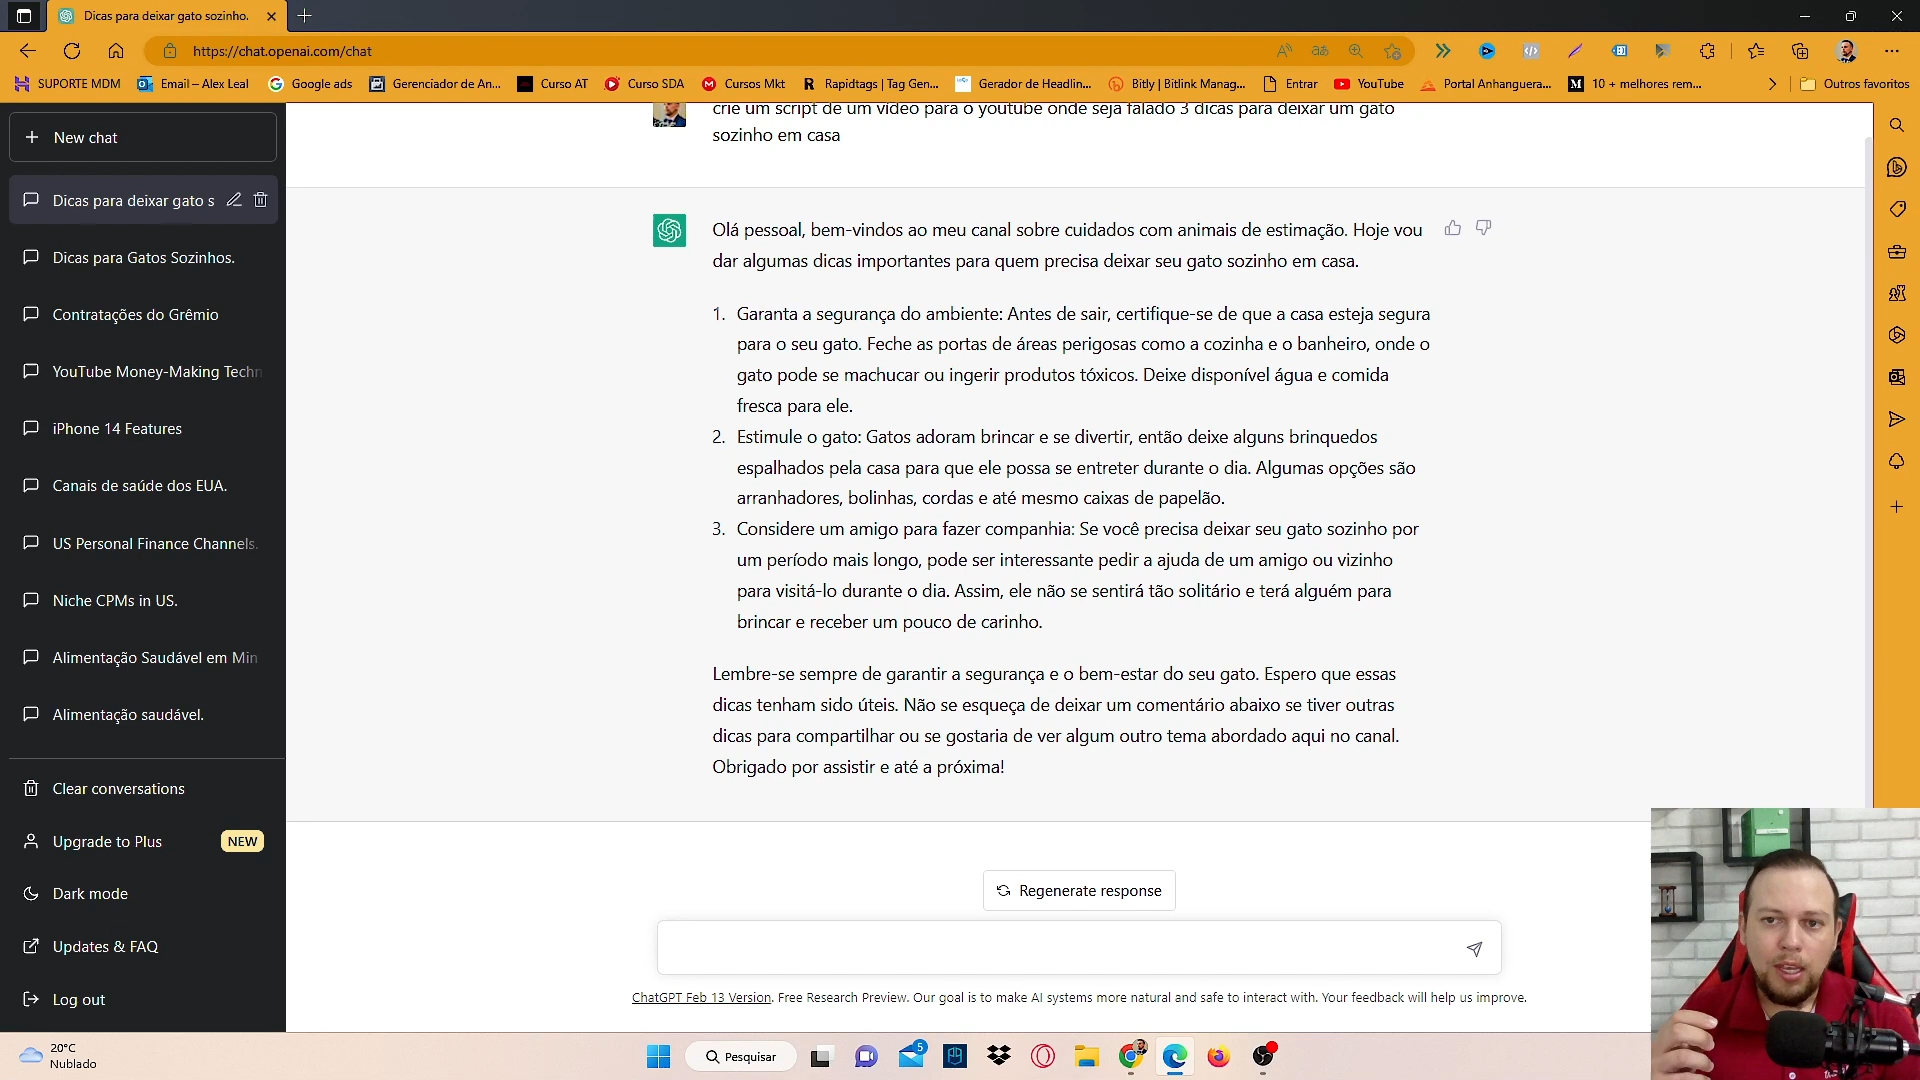 Dicas para deixar gato sozinho.
https://chat.openai.com/chat
SUPORTE MDM
Email – Alex Leal
Google ads
Gerenciador de An...
Curso AT
Curso SDA
Cursos Mkt
Rapidtags | Tag Gen...
Gerador de Headlin...
Bitly | Bitlink Manag...
Entrar
YouTube
Portal Anhanguera...
10 + melhores rem...
Outros favoritos
New chat
Dicas para deixar gato s
Dicas para Gatos Sozinhos.
Contratações do Grêmio
YouTube Money-Making Techn
iPhone 14 Features
Canais de saúde dos EUA.
US Personal Finance Channels.
Niche CPMs in US.
Alimentação Saudável em Min
Alimentação saudável.
Clear conversations
Upgrade to Plus
NEW
Dark mode
Updates & FAQ
Log out
crie um script de um vídeo para o youtube onde seja falado 3 dicas para deixar um gato
sozinho em casa
Olá pessoal, bem-vindos ao meu canal sobre cuidados com animais de estimação. Hoje vou
dar algumas dicas importantes para quem precisa deixar seu gato sozinho em casa.
1. Garanta a segurança do ambiente: Antes de sair, certifique-se de que a casa esteja segura
para o seu gato. Feche as portas de áreas perigosas como a cozinha e o banheiro, onde o
gato pode se machucar ou ingerir produtos tóxicos. Deixe disponível água e comida
fresca para ele.
2. Estimule o gato: Gatos adoram brincar e se divertir, então deixe alguns brinquedos
espalhados pela casa para que ele possa se entreter durante o dia. Algumas opções são
arranhadores, bolinhas, cordas e até mesmo caixas de papelão.
3. Considere um amigo para fazer companhia: Se você precisa deixar seu gato sozinho por
um período mais longo, pode ser interessante pedir a ajuda de um amigo ou vizinho
para visitá-lo durante o dia. Assim, ele não se sentirá tão solitário e terá alguém para
brincar e receber um pouco de carinho.
Lembre-se sempre de garantir a segurança e o bem-estar do seu gato. Espero que essas
dicas tenham sido úteis. Não se esqueça de deixar um comentário abaixo se tiver outras
dicas para compartilhar ou se gostaria de ver algum outro tema abordado aqui no canal.
Obrigado por assistir e até a próxima!
Regenerate response
ChatGPT Feb 13 Version. Free Research Preview. Our goal is to make AI systems more natural and safe to interact with. Your feedback will help us improve.
20°C
Nublado
Pesquisar
5